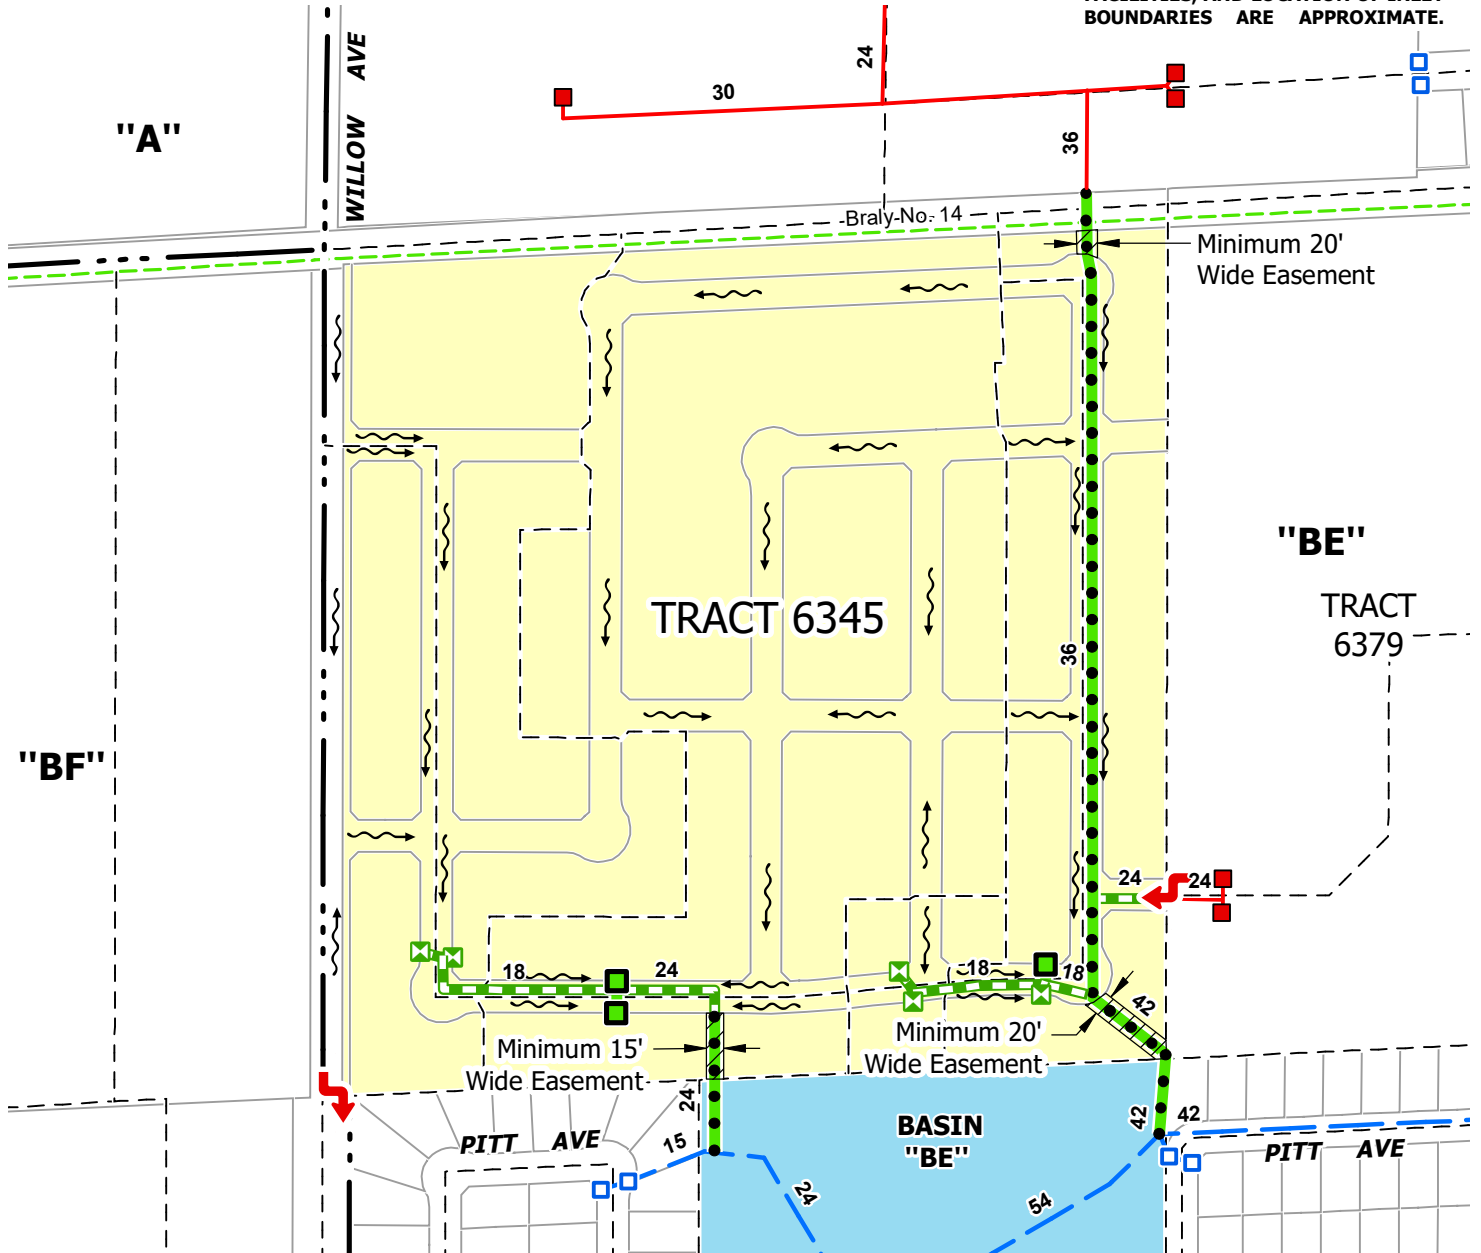 BOUNDARIES ARE APPROXIMATE.
WILLOW AVE
24
30
"A"
36
Braly No. 14
Minimum 20'
Wide Easement
"BE"
TRACT 6345
TRACT
6379
36
"BF"
24
24
18
24
18
18
42
Minimum 15'
Wide Easement
Minimum 20'
Wide Easement
24
42
42
BASIN
"BE"
PITT AVE
15
PITT AVE
24
54